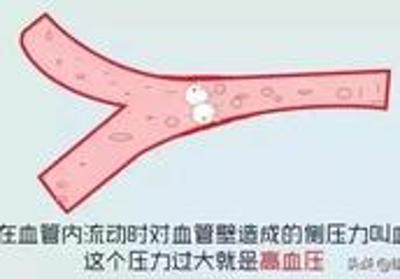 在血管内流动时对血管壁造成的侧压力叫血
这个压力过大就是高血压
头条